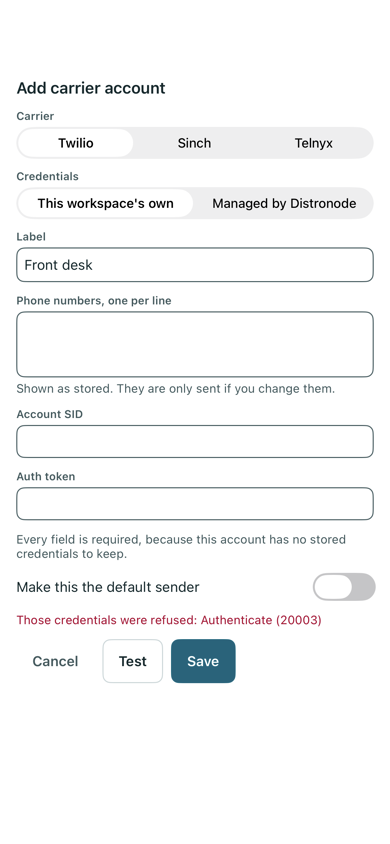 Add carrier account
Carrier
Twilio
Sinch
Telnyx
Credentials
This workspace's own
Managed by Distronode
Label
Front desk
Phone numbers, one per line
Shown as stored. They are only sent if you change them.
Account SID
Auth token
Every field is required, because this account has no stored
credentials to keep.
Make this the default sender
Those credentials were refused: Authenticate (20003)
Cancel
Test
Save